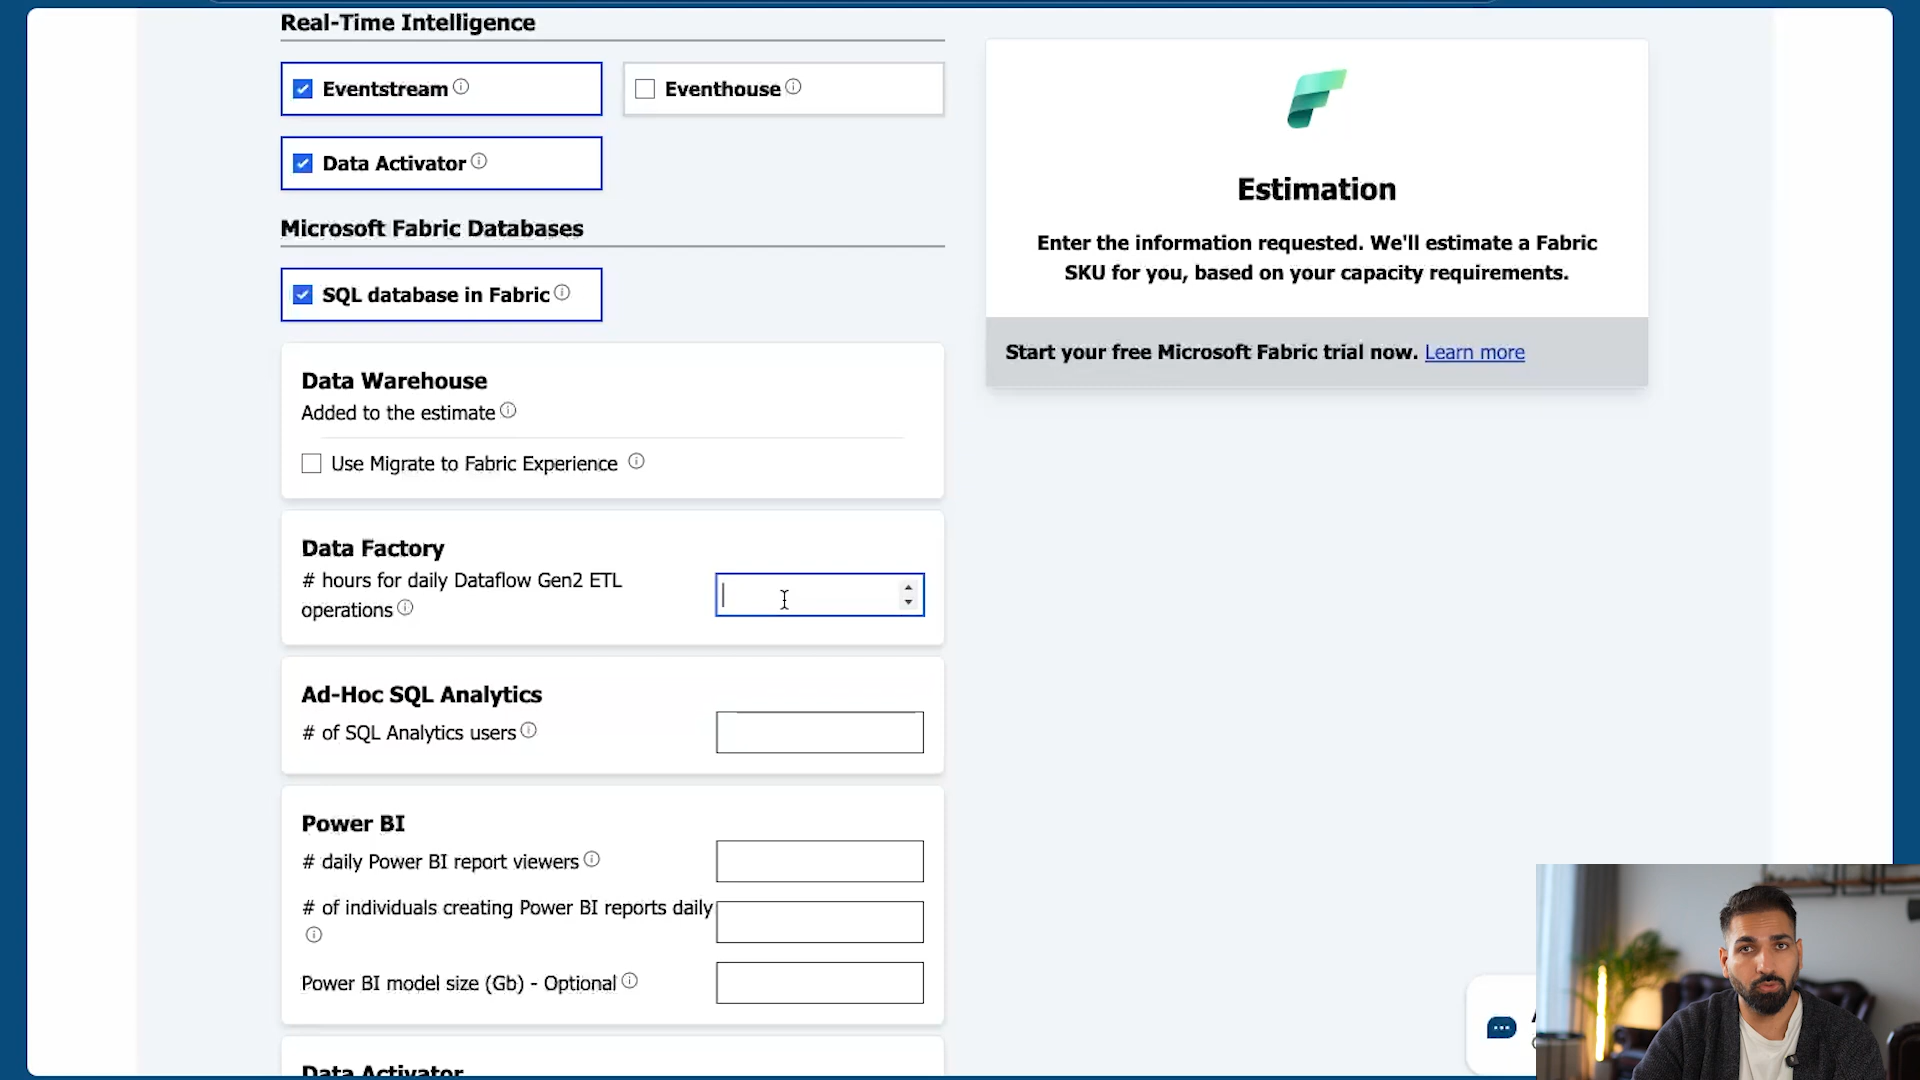 Real-Time Intelligence
Eventstream
Eventhouse
Data Activator
Microsoft Fabric Databases
SQL database in Fabric
Data Warehouse
Added to the estimate
Use Migrate to Fabric Experience
Data Factory
# hours for daily Dataflow Gen2 ETL
operations
Ad-Hoc SQL Analytics
# of SQL Analytics users
Power BI
# daily Power BI report viewers
# of individuals creating Power BI reports daily
Power BI model size (Gb) - Optional
Data Activator
Estimation
Enter the information requested. We'll estimate a Fabric
SKU for you, based on your capacity requirements.
Start your free Microsoft Fabric trial now. Learn more